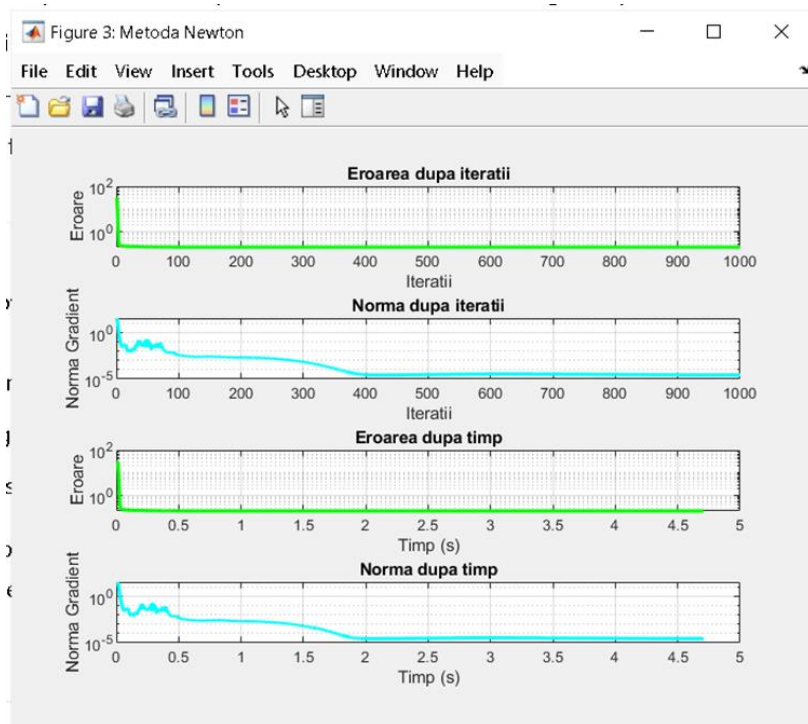 Figure 3: Metoda Newton
File Edit View Insert Tools Desktop Window Help
Eroarea dupa iteratii
Eroare
10^2
10^0
0 100 200 300 400 500 600 700 800 900 1000
Iteratii
Norma dupa iteratii
Norma Gradient
10^0
10^-5
0 100 200 300 400 500 600 700 800 900 1000
Iteratii
Eroarea dupa timp
Eroare
10^2
10^0
0 0.5 1 1.5 2 2.5 3 3.5 4 4.5 5
Timp (s)
Norma dupa timp
Norma Gradient
10^0
10^-5
0 0.5 1 1.5 2 2.5 3 3.5 4 4.5 5
Timp (s)